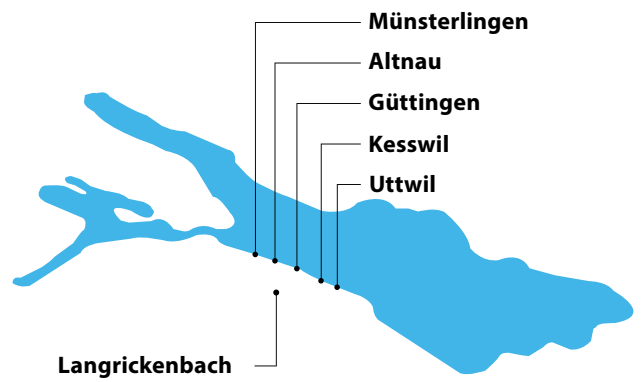 Münsterlingen
Altnau
Güttingen
Kesswil
Uttwil
Langrickenbach